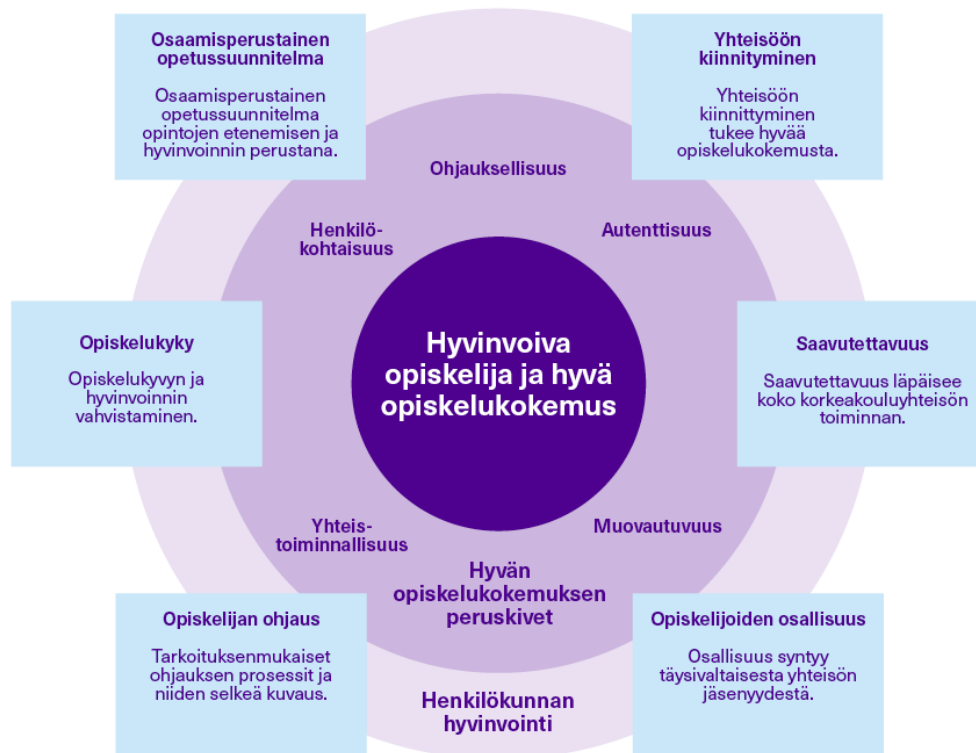 Osaamisperustainen
opetussuunnitelma
Osaamisperustainen
opetussuunnitelma
opintojen etenemisen ja
hyvinvoinnin perustana.
Yhteisöön
kiinnityminen
Yhteisöön
kiinnittyminen
tukee hyvää
opiskelukokemusta.
Ohjauksellisuus
Henkilö-
kohtaisuus
Autenttisuus
Opiskelukyky
Opiskelukyvyn ja
hyvinvoinnin
vahvistaminen.
Hyvinvoiva
opiskelija ja hyvä
opiskelukokemus
Saavutettavuus
Saavutettavuus läpäisee
koko korkeakouluyhteisön
toiminnan.
Yhteis-
toiminnallisuus
Muovautuvuus
Hyvän
opiskelukokemuksen
peruskivet
Opiskelijan ohjaus
Tarkoituksenmukaiset
ohjauksen prosessit ja
niiden selkeä kuvaus.
Opiskelijoiden osallisuus
Osallisuus syntyy
täysivaltaisesta yhteisön
jäsenyydestä.
Henkilökunnan
hyvinvointi